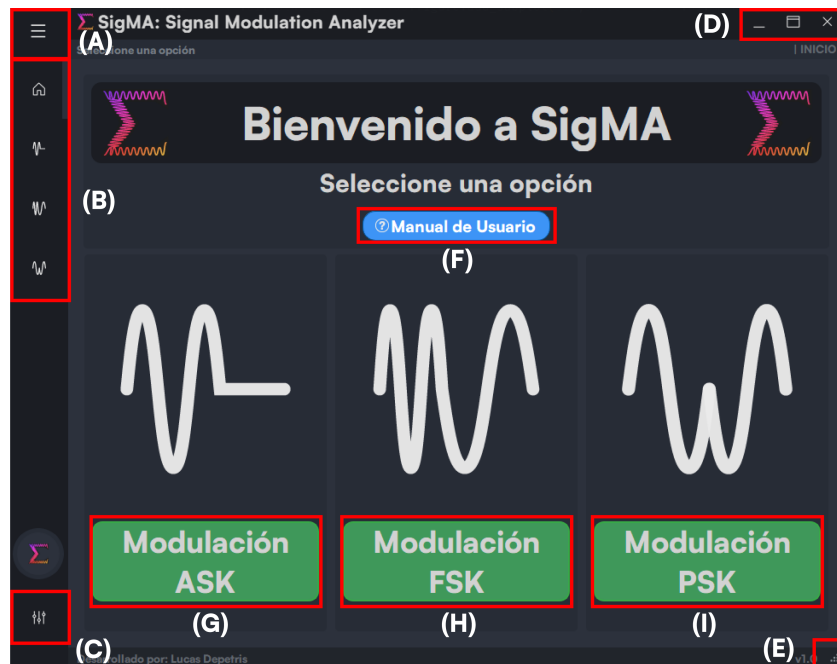 SigMA: Signal Modulation Analyzer
(A)
(D)
Seleccione una opción
| INICIO
Bienvenido a SigMA
Seleccione una opción
(B)
Manual de Usuario
(F)
Modulación
ASK
Modulación
FSK
Modulación
PSK
(G)
(H)
(I)
(C)
(E)
Desarrollado por: Lucas Depetris
v1.0